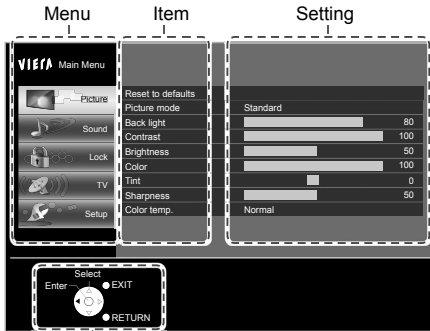 Menu Item Setting
VIERA Main Menu
Picture
Sound
Lock
TV
Setup
Reset to defaults
Picture mode Standard
Back light 80
Contrast 100
Brightness 50
Color 100
Tint 0
Sharpness 50
Color temp. Normal
Select
Enter EXIT
RETURN